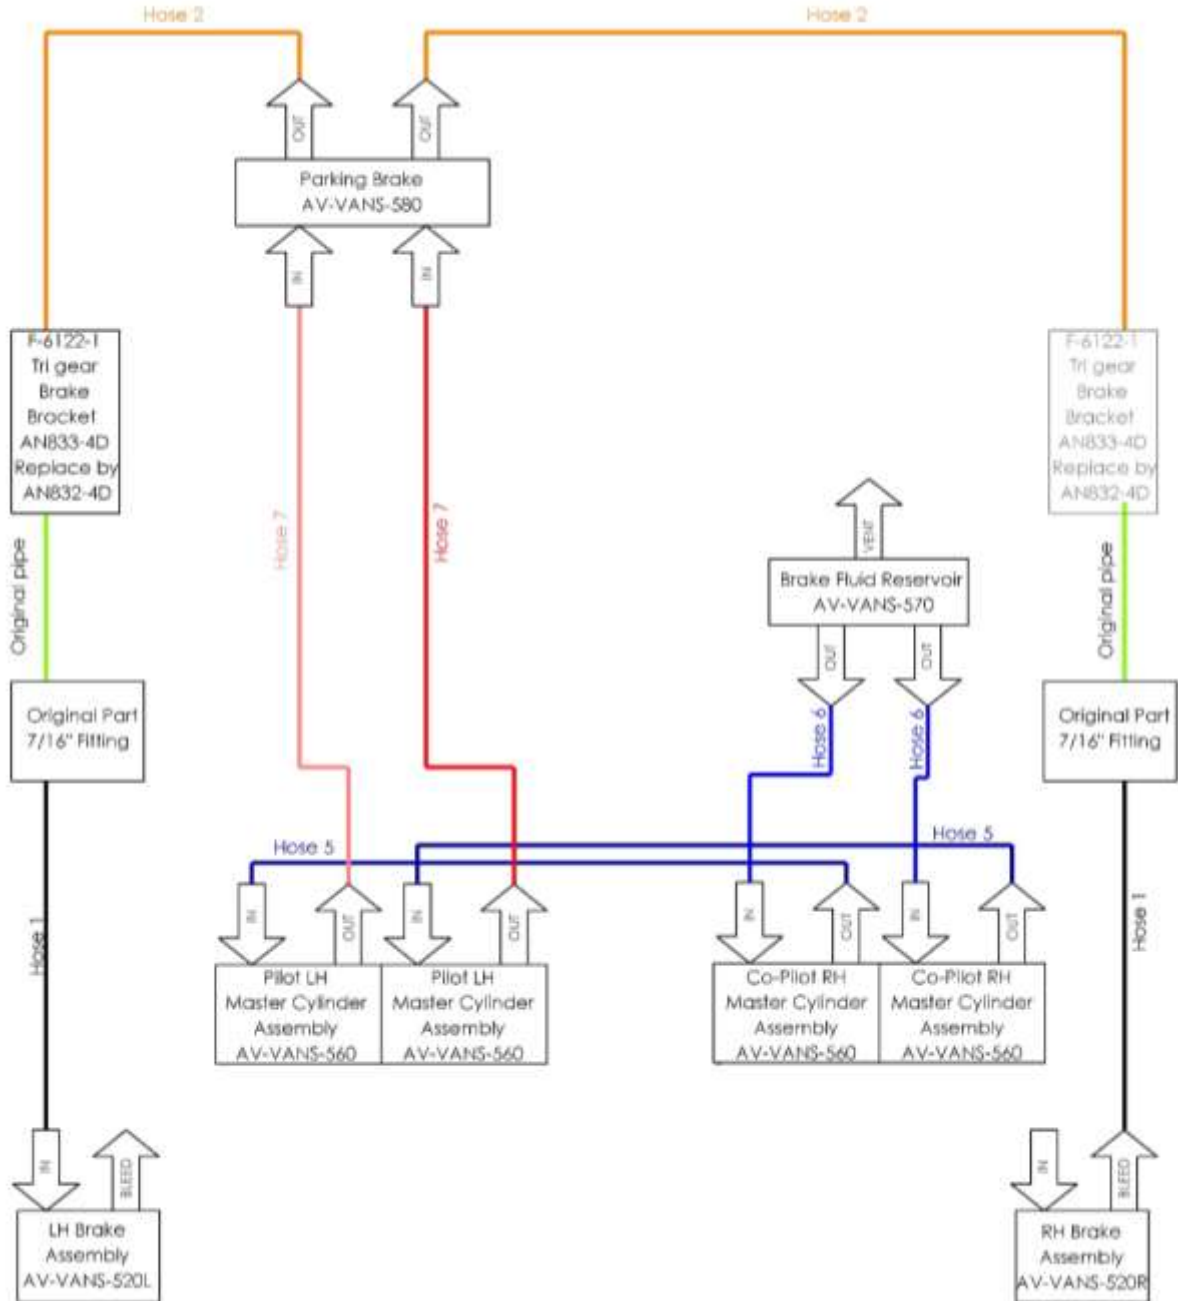 Hose 2
Hose 2
OUT
OUT
Parking Brake
AV-VANS-580
IN
IN
F-6122-1
Tri gear
Brake
Bracket
AN833-4D
Replace by
AN832-4D
F-6122-1
Tri gear
Brake
Bracket
AN833-4D
Replace by
AN832-4D
Hose 7
Hose 7
VENT
Original pipe
Original pipe
Brake Fluid Reservoir
AV-VANS-570
OUT
OUT
Original Part
7/16" Fitting
Hose 6
Hose 6
Original Part
7/16" Fitting
Hose 5
Hose 5
Hose 1
Hose 1
IN
OUT
IN
OUT
IN
OUT
IN
OUT
Pilot LH
Master Cylinder
Assembly
AV-VANS-560
Pilot LH
Master Cylinder
Assembly
AV-VANS-560
Co-Pilot RH
Master Cylinder
Assembly
AV-VANS-560
Co-Pilot RH
Master Cylinder
Assembly
AV-VANS-560
IN
BLEED
IN
BLEED
LH Brake
Assembly
AV-VANS-520L
RH Brake
Assembly
AV-VANS-520R